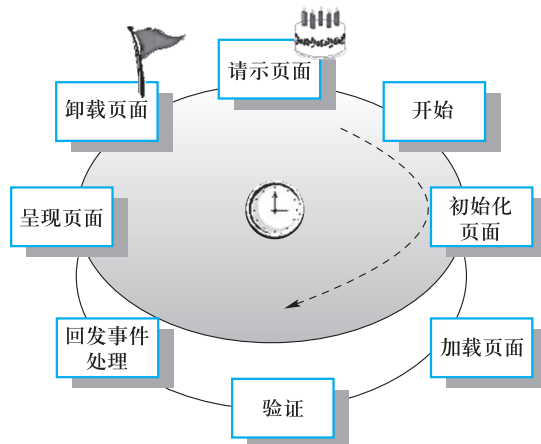 请示页面
开始
初始化
页面
加载页面
验证
回发事件
处理
呈现页面
卸载页面